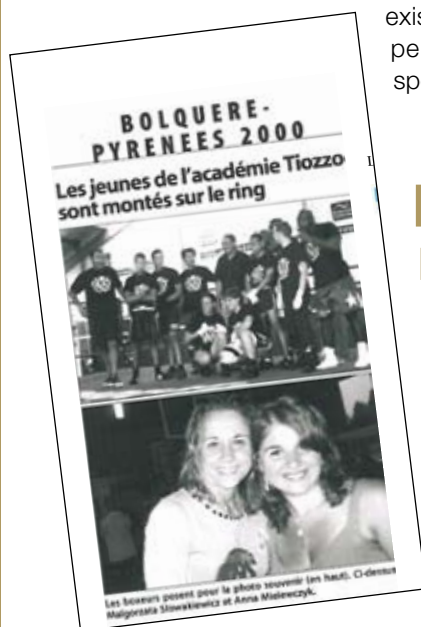 BOLQUERE-
PYRENEES 2000
Les jeunes de l'académie Tiozzo
sont montés sur le ring
Les boxeurs posent pour la photo souvenir (en haut). Ci-dessus
Malgorzata Slowakiewicz et Anna Mielewczyk.
exis
pe
sp